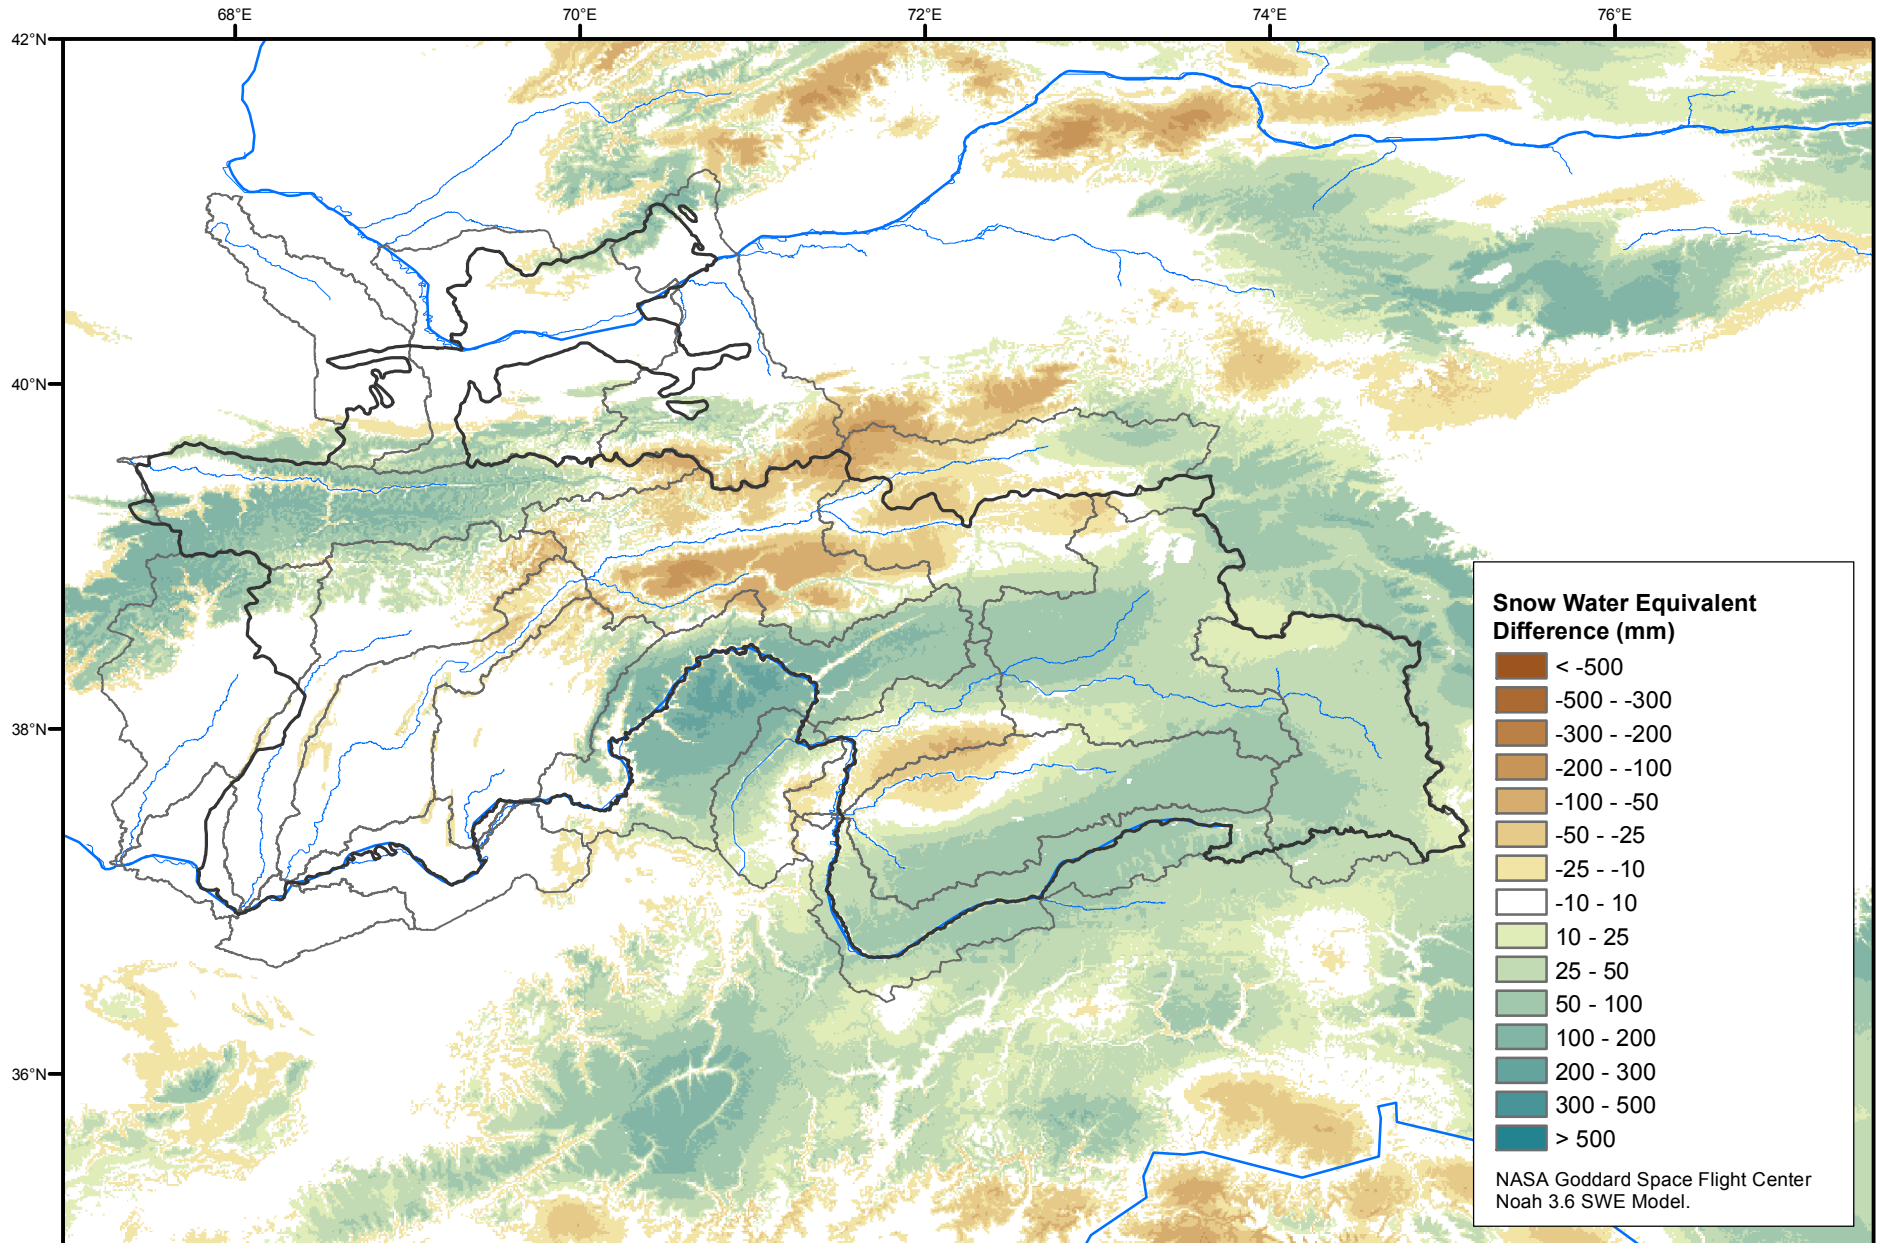 68°E 70°E 72°E 74°E 76°E
42°N
40°N
38°N
36°N
Snow Water Equivalent
Difference (mm)
< -500
-500 - -300
-300 - -200
-200 - -100
-100 - -50
-50 - -25
-25 - -10
-10 - 10
10 - 25
25 - 50
50 - 100
100 - 200
200 - 300
300 - 500
> 500
NASA Goddard Space Flight Center
Noah 3.6 SWE Model.